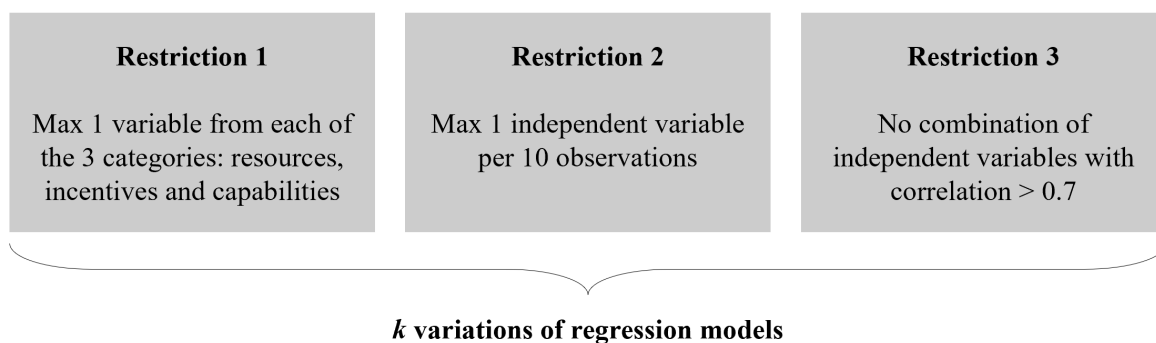 Restriction 1
Max 1 variable from each of
the 3 categories: resources,
incentives and capabilities
Restriction 2
Max 1 independent variable
per 10 observations
Restriction 3
No combination of
independent variables with
correlation > 0.7
k variations of regression models